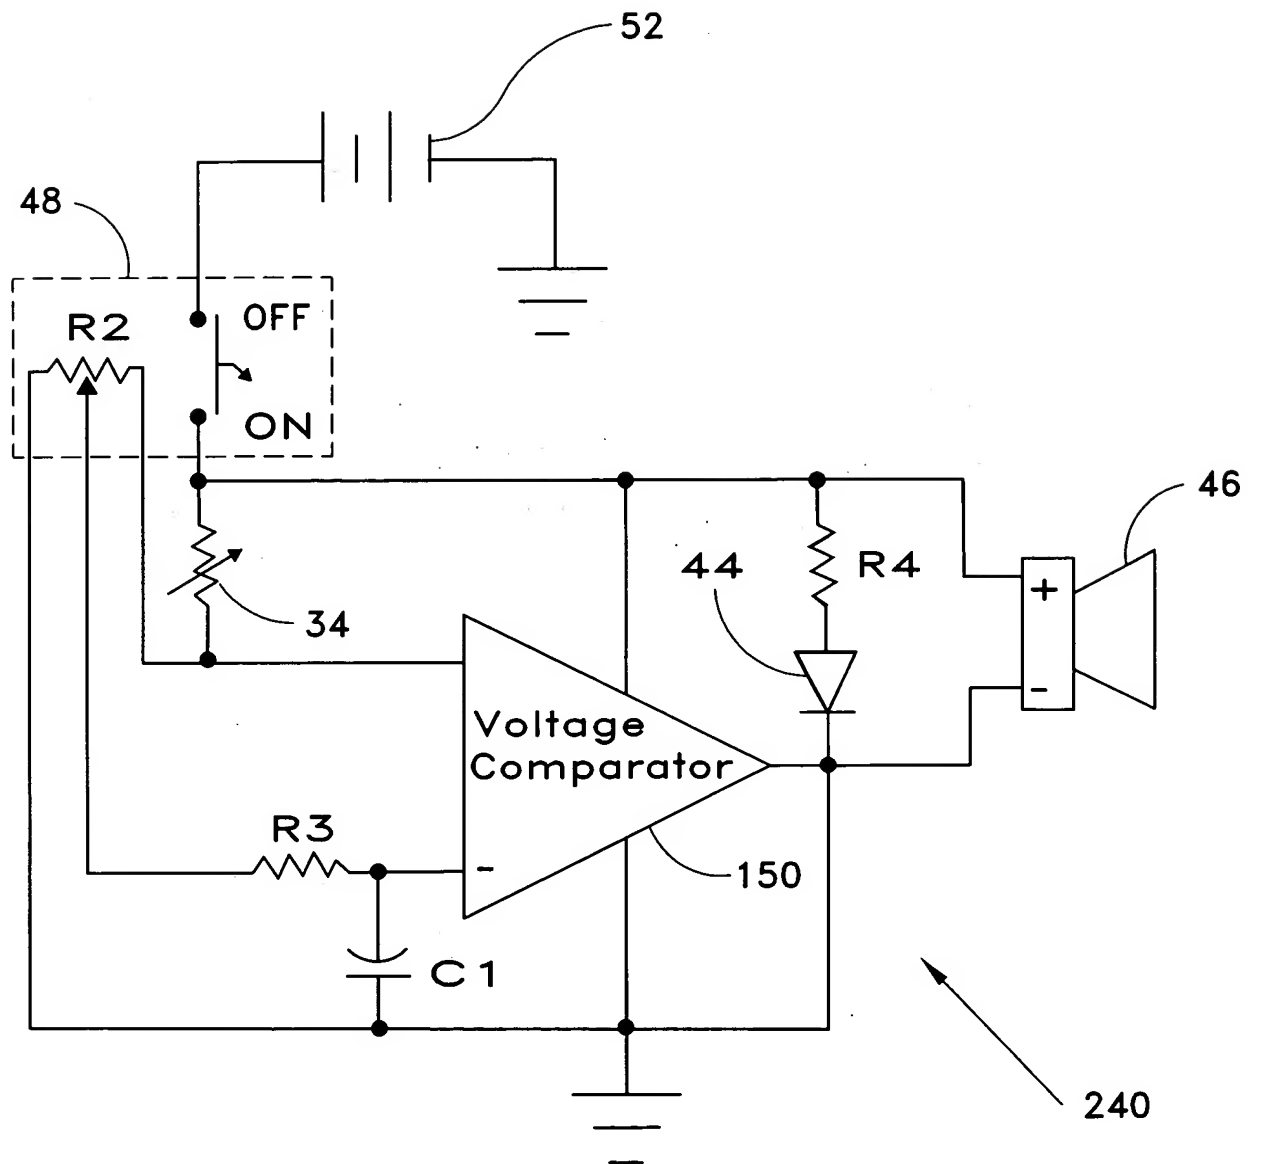 52
48
R2
OFF
ON
46
44
R4
34
+
-
Voltage
Comparator
R3
-
150
C1
240